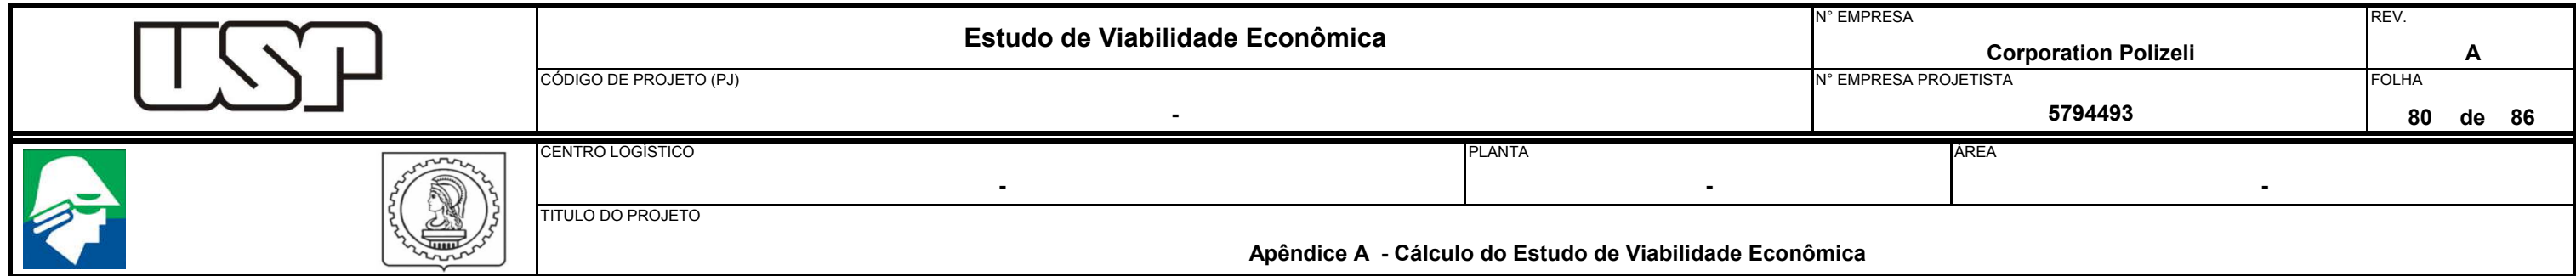 USP
Estudo de Viabilidade Econômica
N° EMPRESA
Corporation Polizeli
REV.
A
CÓDIGO DE PROJETO (PJ)
-
N° EMPRESA PROJETISTA
5794493
FOLHA
80 de 86
CENTRO LOGÍSTICO
-
PLANTA
-
ÁREA
-
TITULO DO PROJETO
Apêndice A - Cálculo do Estudo de Viabilidade Econômica